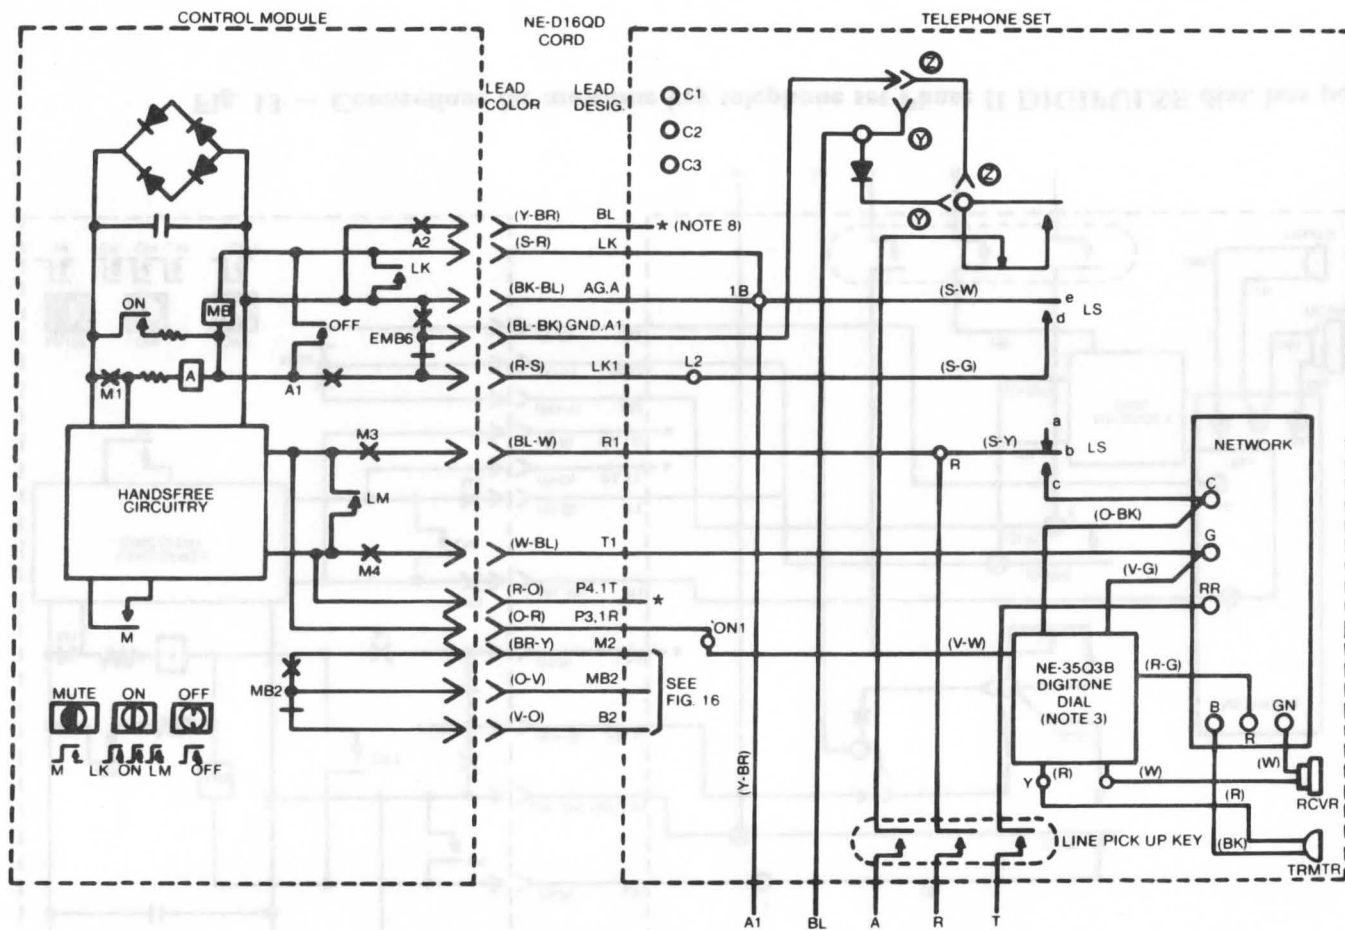 CONTROL MODULE
NE-D16QD
CORD
TELEPHONE SET
LEAD COLOR
LEAD DESIG.
C1
C2
C3
Z
Y
Z
Y
(Y-BR) BL
* (NOTE 8)
A2
(S-R) LK
LK
(BK-BL) AG.A
1B
(S-W)
e
LS
d
ON
MB
OFF
EMB6
(BL-BK) GND.A1
(R-S) LK1
L2
(S-G)
M1
A
A1
M3
(BL-W) R1
R
(S-Y)
a
b
LS
c
NETWORK
C
(O-BK)
HANDSFREE
CIRCUITRY
LM
M4
(W-BL) T1
G
(V-G)
(R-O) P4.1T
*
RR
(O-R) P3,1R
ON1
M
(BR-Y) M2
(V-W)
MB2
(O-V) MB2
SEE
FIG. 16
(V-O) B2
NE-35Q3B
DIGITONE
DIAL
(NOTE 3)
(R-G)
B
R
GN
(W)
MUTE ON OFF
M LK ON LM OFF
(Y-BR)
Y
(R)
(W)
RCVR
(R)
(BK)
TRMTR
LINE PICK UP KEY
A1 BL A R T